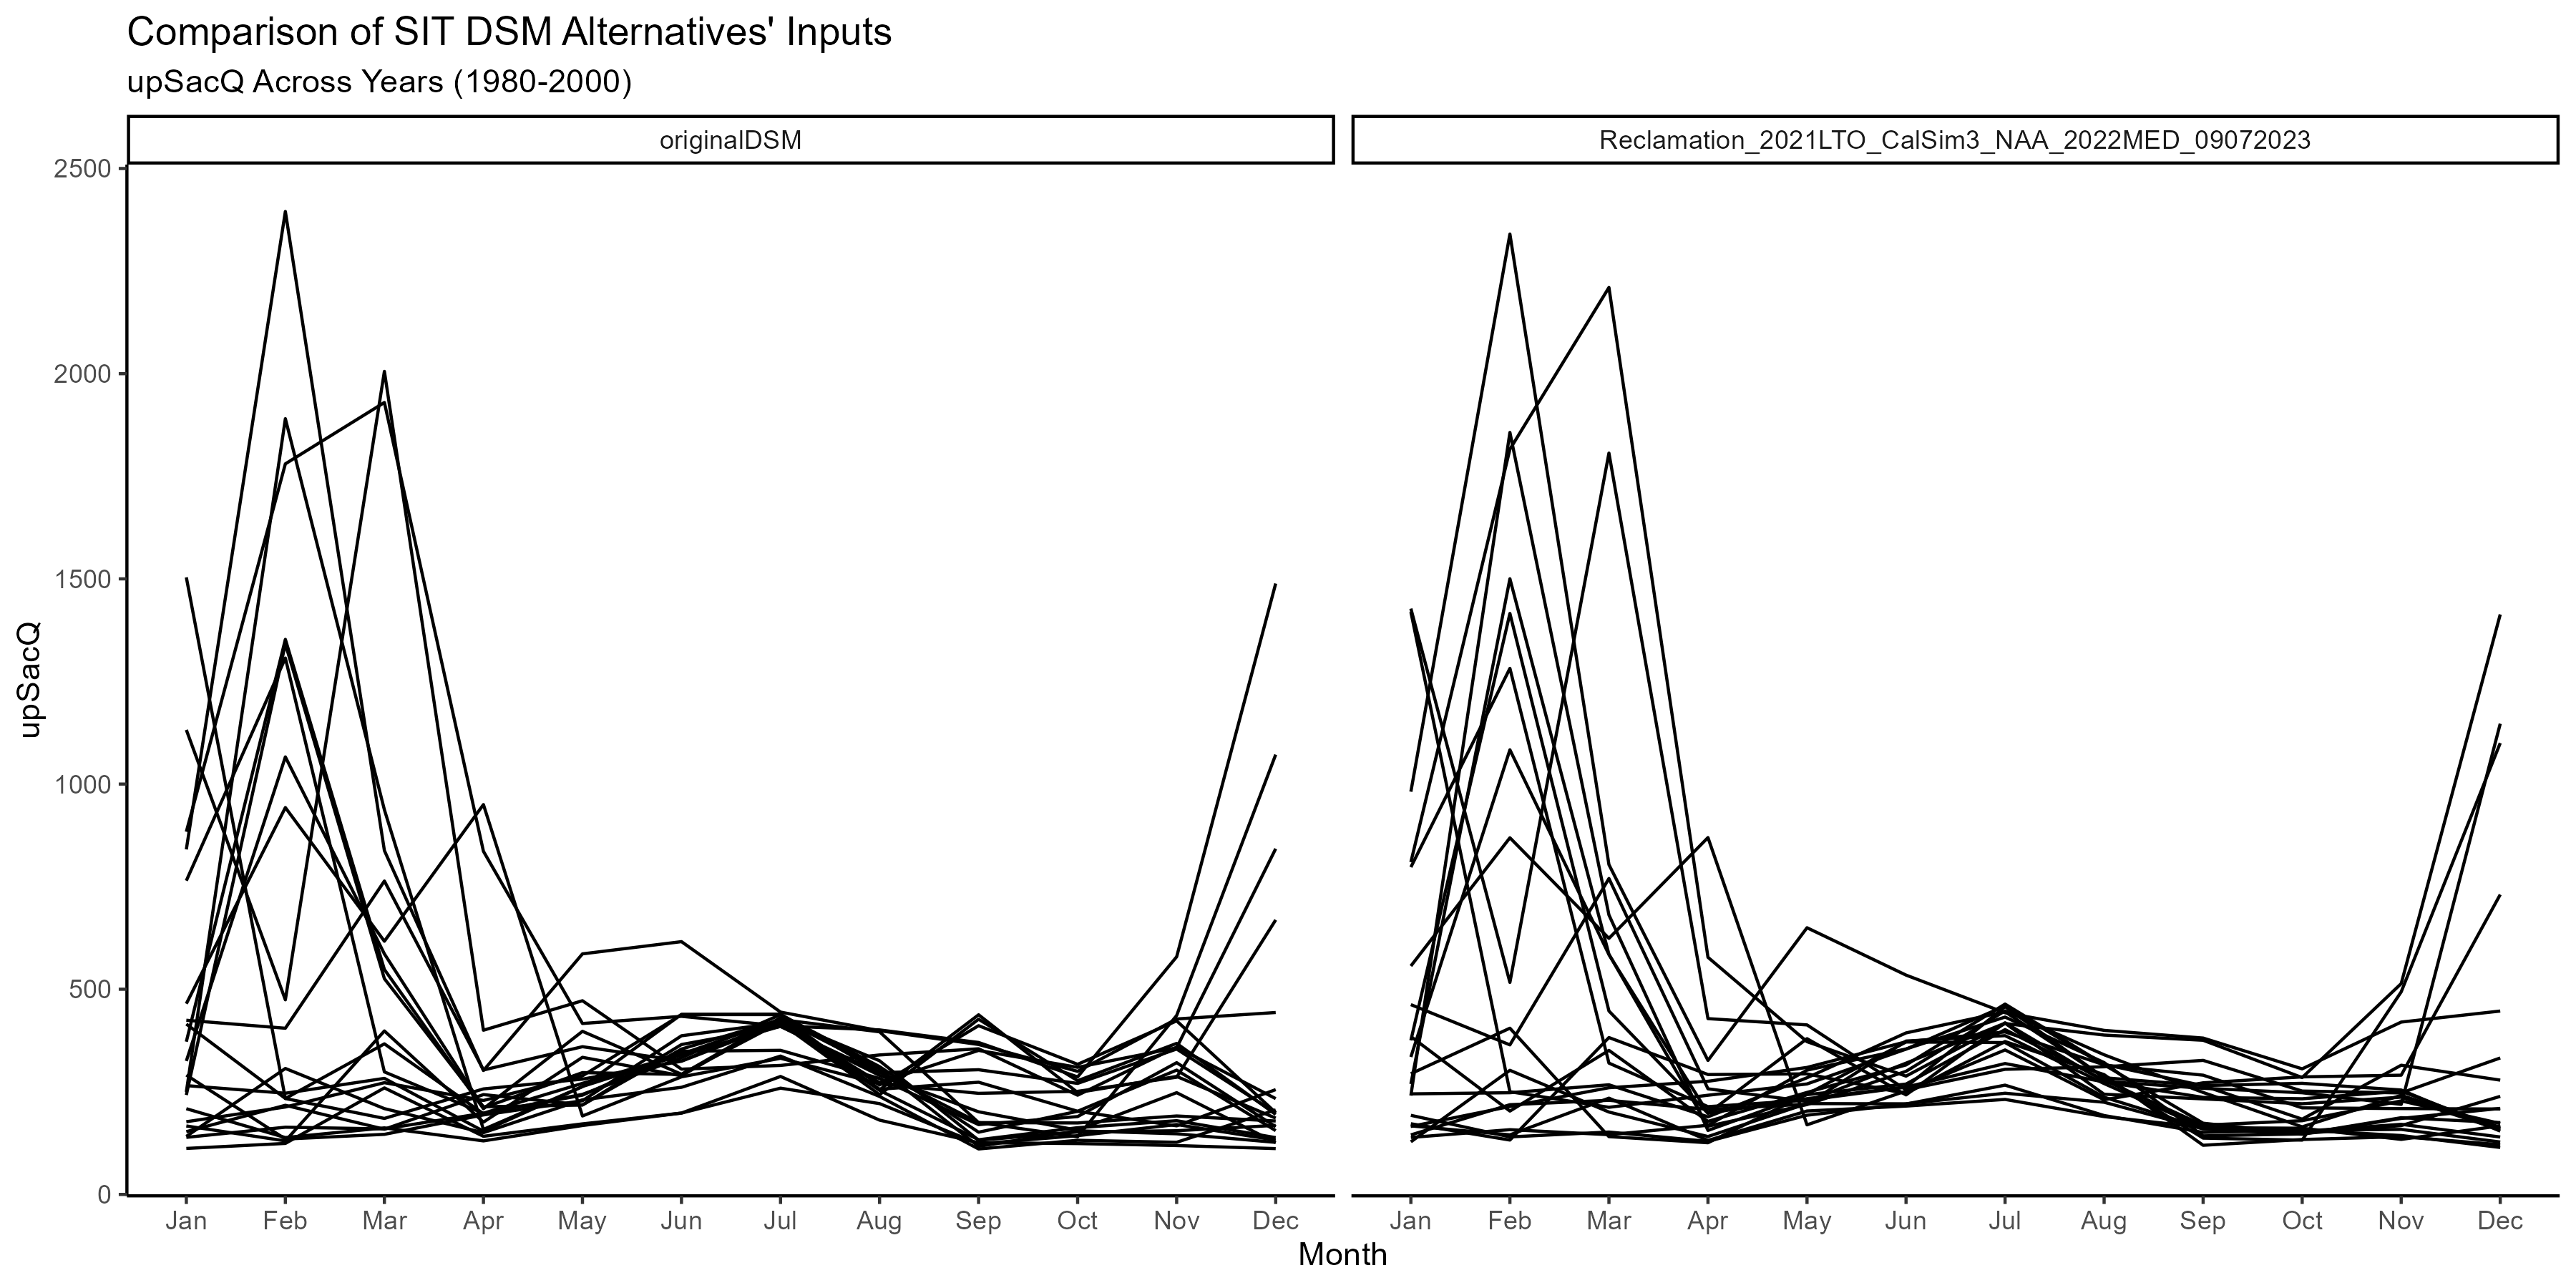 Comparison of SIT DSM Alternatives' Inputs
upSacQ Across Years (1980-2000)
originalDSM
Reclamation_2021LTO_CalSim3_NAA_2022MED_09072023
2500
2000
1500
1000
500
0
upSacQ
Jan Feb Mar Apr May Jun Jul Aug Sep Oct Nov Dec
Jan Feb Mar Apr May Jun Jul Aug Sep Oct Nov Dec
Month